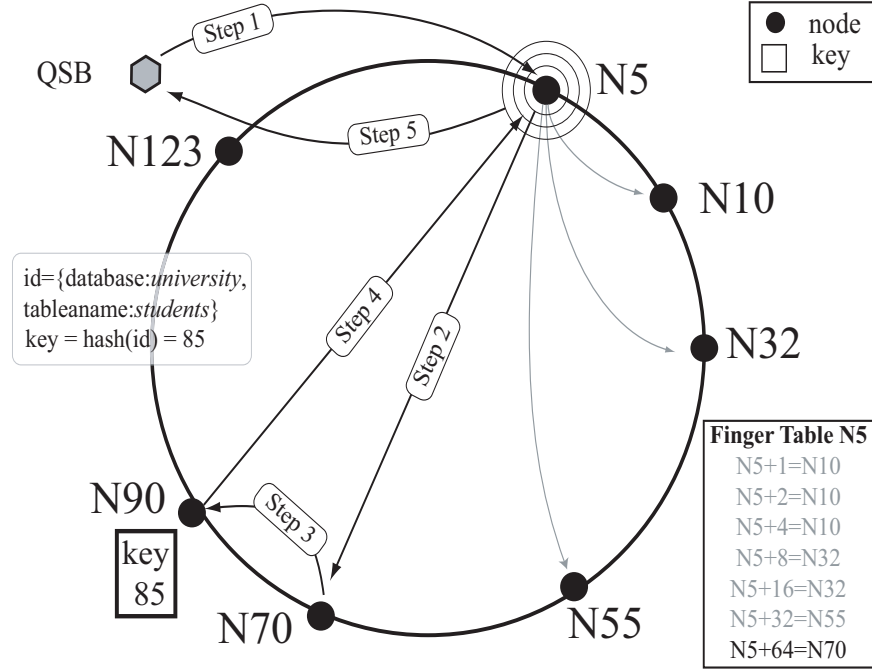 Step 1
node
key
QSB
N5
Step 5
N123
N10
id={database:university,
tableaname:students}
key = hash(id) = 85
Step 4
Step 2
N32
Finger Table N5
N5+1=N10
N5+2=N10
N5+4=N10
N5+8=N32
N5+16=N32
N5+32=N55
N5+64=N70
N90
Step 3
key
85
N70
N55